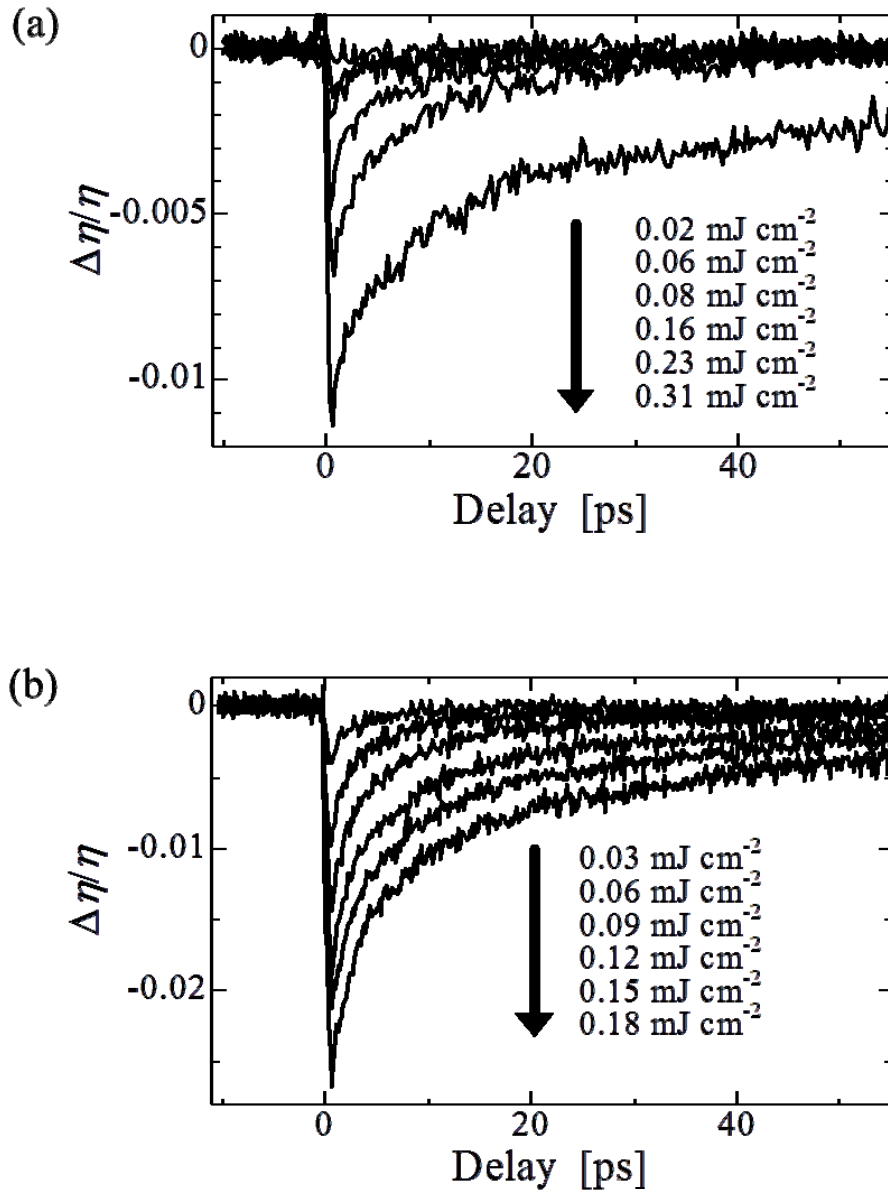 (a)
0
-0.005
-0.01
Δη/η
0.02 mJ cm⁻²
0.06 mJ cm⁻²
0.08 mJ cm⁻²
0.16 mJ cm⁻²
0.23 mJ cm⁻²
0.31 mJ cm⁻²
0 20 40
Delay [ps]
(b)
0
-0.01
-0.02
Δη/η
0.03 mJ cm⁻²
0.06 mJ cm⁻²
0.09 mJ cm⁻²
0.12 mJ cm⁻²
0.15 mJ cm⁻²
0.18 mJ cm⁻²
0 20 40
Delay [ps]